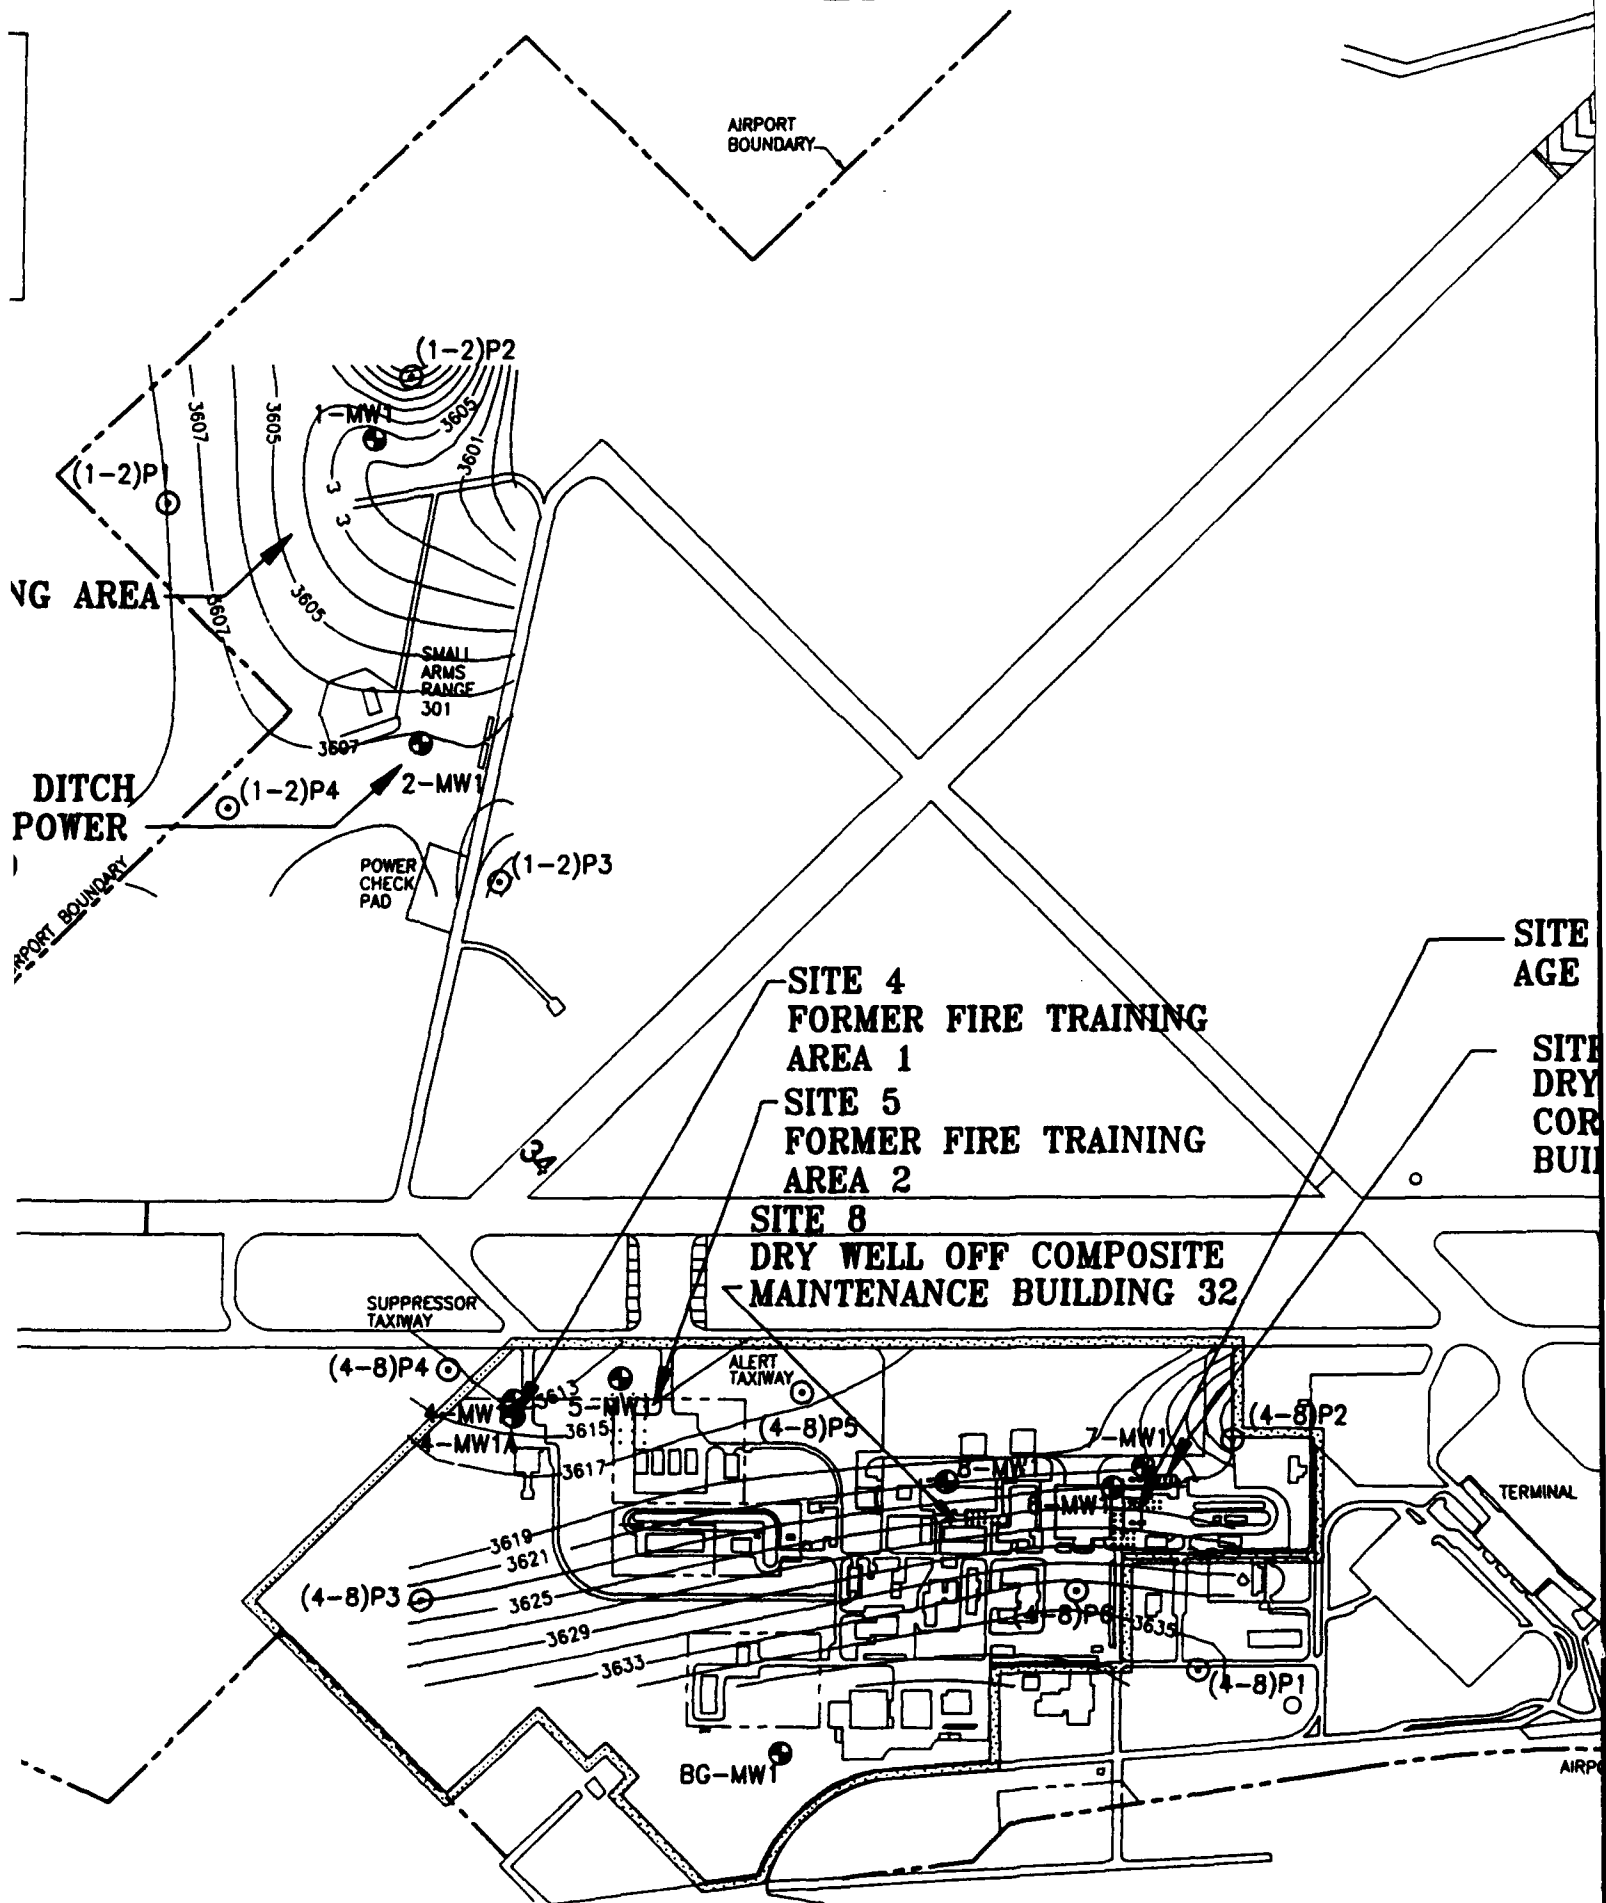 AIRPORT
BOUNDARY
(1-2)P2
1-MW1
3607
3605
3605
3601
(1-2)P1
3
3
NG AREA
3607
3605
SMALL
ARMS
RANGE
301
3607
2-MW1
(1-2)P4
DITCH
POWER
)
RPORT BOUNDARY
POWER
CHECK
PAD
(1-2)P3
SITE
AGE
SITE 4
FORMER FIRE TRAINING
AREA 1
SITE
DRY
COR
BUI
SITE 5
FORMER FIRE TRAINING
AREA 2
34
SITE 8
DRY WELL OFF COMPOSITE
MAINTENANCE BUILDING 32
SUPPRESSOR
TAXIWAY
(4-8)P4
ALERT
TAXIWAY
3613
4-MW1
5-MW1
3615
(4-8)P5
(4-8)P2
4-MW1A
7-MW1
3617
8-MW1
6-MW1
TERMINAL
3619
3621
(4-8)P3
3625
(4-8)P6
3635
3629
3633
(4-8)P1
BG-MW1
AIRPO